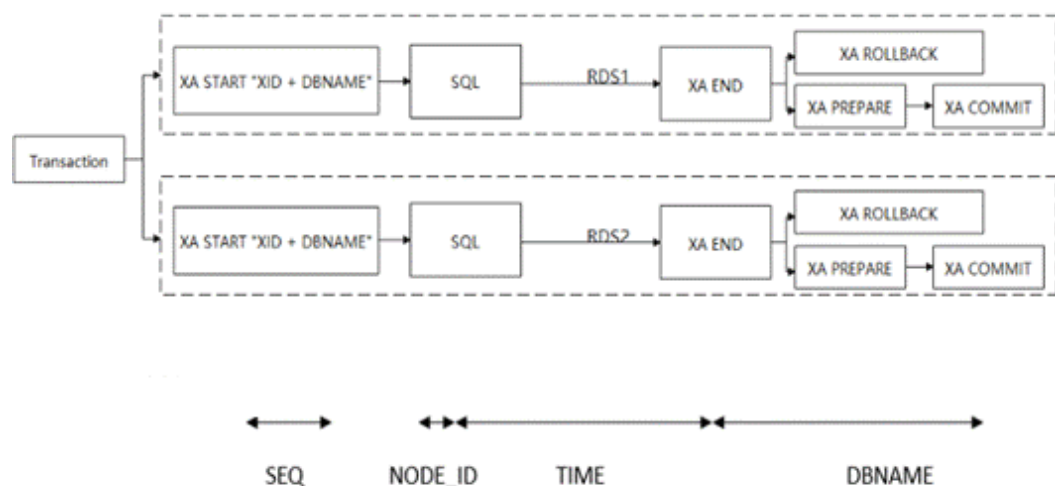 XA START "XID + DBNAME"
SQL
RDS1
XA END
XA ROLLBACK
XA PREPARE
XA COMMIT
Transaction
XA START "XID + DBNAME"
SQL
RDS2
XA END
XA ROLLBACK
XA PREPARE
XA COMMIT
SEQ
NODE_ID
TIME
DBNAME